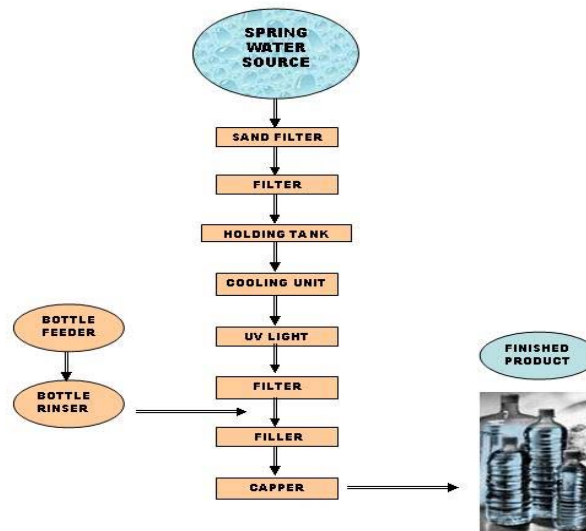 SPRING
WATER
SOURCE
SAND FILTER
FILTER
HOLDING TANK
COOLING UNIT
UV LIGHT
FILTER
FILLER
CAPPER
BOTTLE
FEEDER
BOTTLE
RINSER
FINISHED
PRODUCT